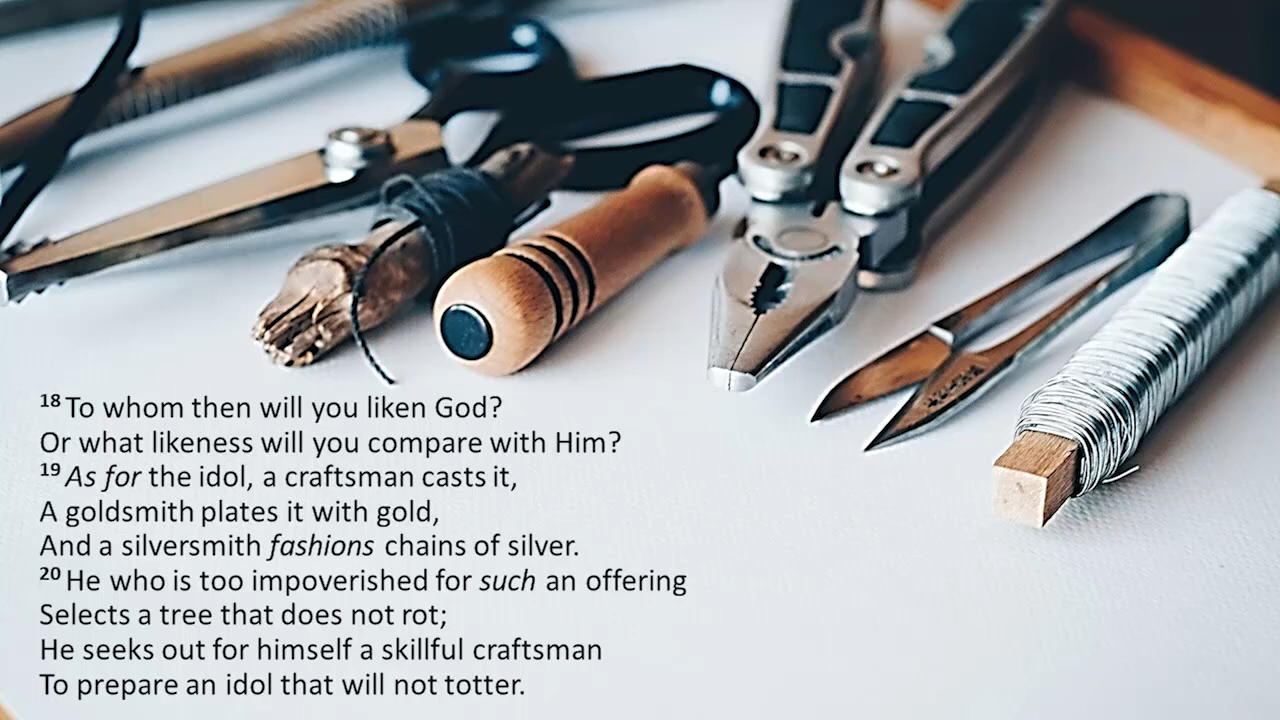 18 To whom then will you liken God?
Or what likeness will you compare with Him?
19 As for the idol, a craftsman casts it,
A goldsmith plates it with gold,
And a silversmith fashions chains of silver.
20 He who is too impoverished for such an offering
Selects a tree that does not rot;
He seeks out for himself a skillful craftsman
To prepare an idol that will not totter.